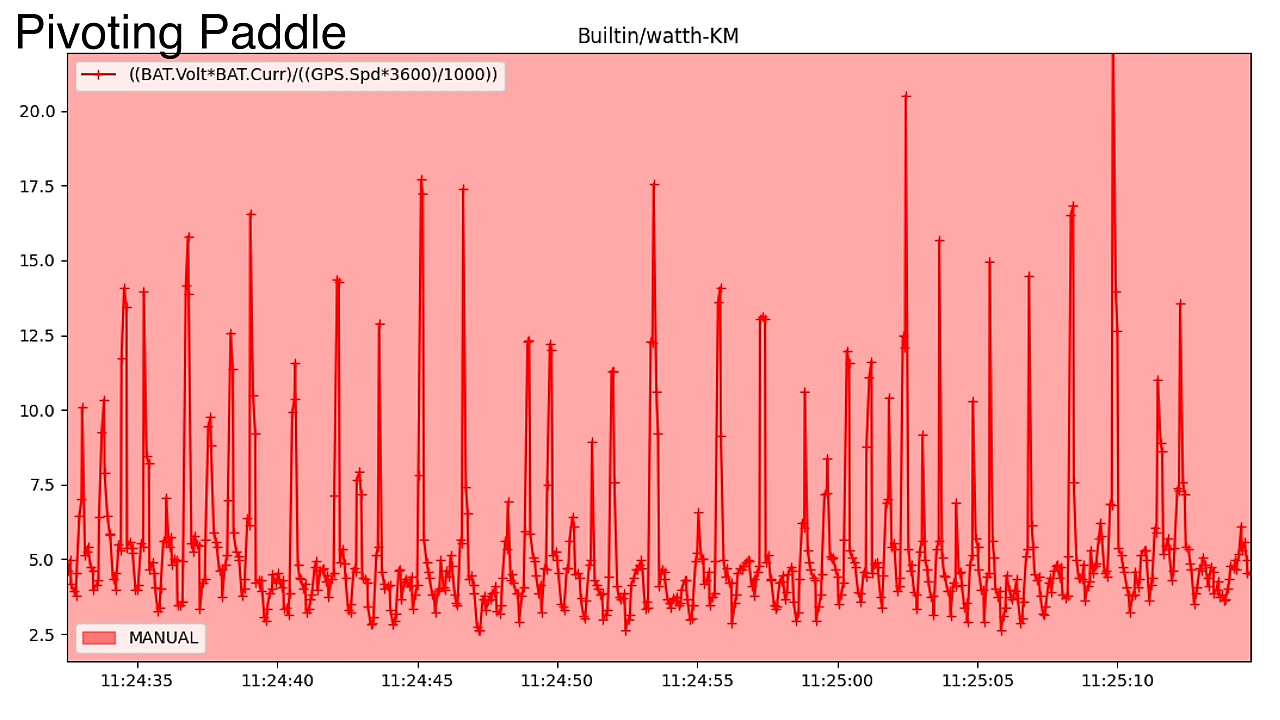 Pivoting Paddle
Builtin/watth-KM
((BAT.Volt*BAT.Curr)/((GPS.Spd*3600)/1000))
20.0
17.5
15.0
12.5
10.0
7.5
5.0
2.5
MANUAL
11:24:35 11:24:40 11:24:45 11:24:50 11:24:55 11:25:00 11:25:05 11:25:10